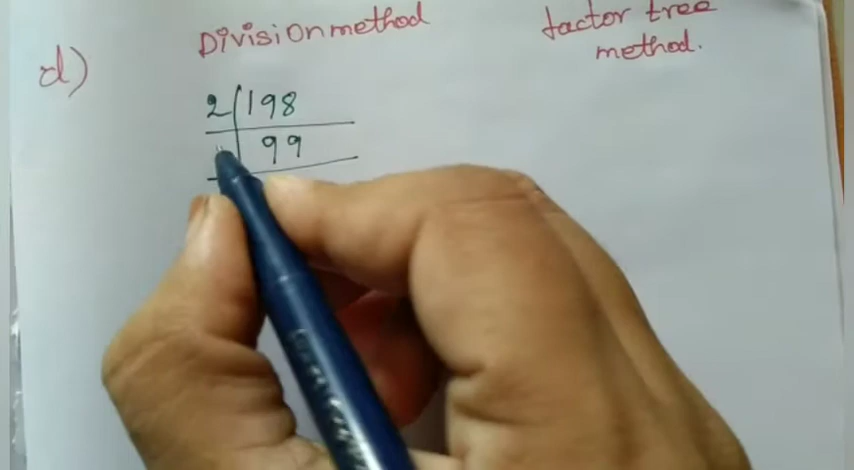 Division method
factor tree
method.
d)
2 198
99